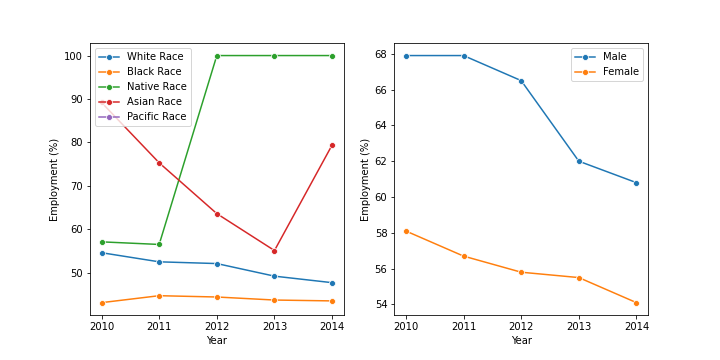 White Race
Black Race
Native Race
Asian Race
Pacific Race
100
90
80
70
60
50
Employment (%)
2010 2011 2012 2013 2014
Year
Male
Female
68
66
64
62
60
58
56
54
Employment (%)
2010 2011 2012 2013 2014
Year